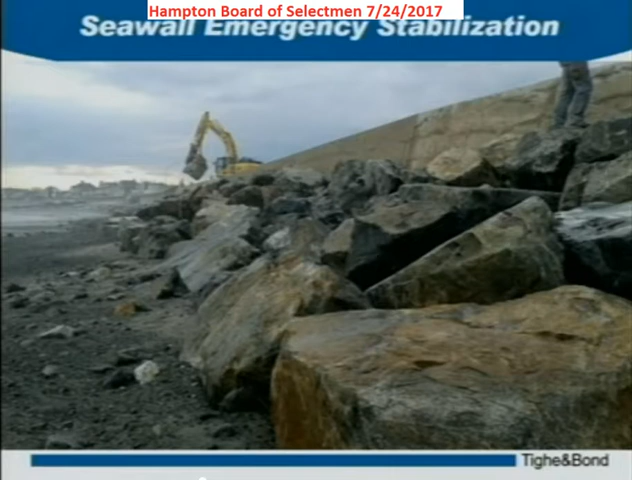 Hampton Board of Selectmen 7/24/2017
Seawall Emergency Stabilization
Tighe&Bond